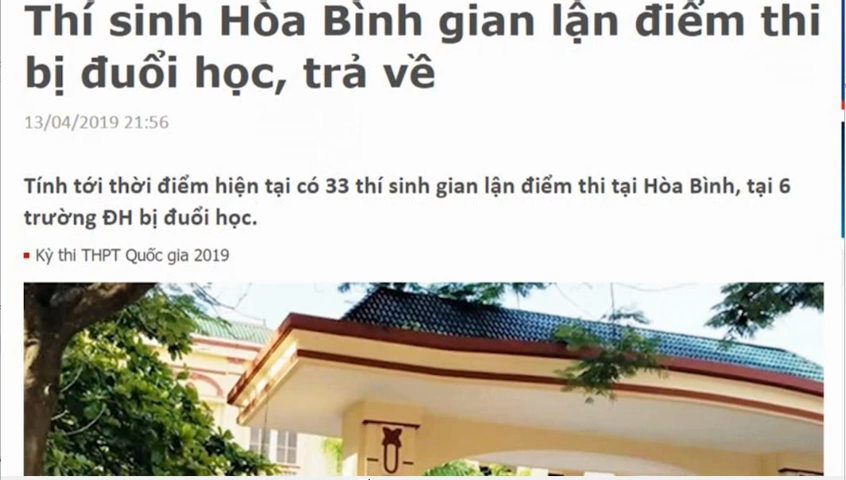 Thí sinh Hòa Bình gian lận điểm thi
bị đuổi học, trả về
13/04/2019 21:56
Tính tới thời điểm hiện tại có 33 thí sinh gian lận điểm thi tại Hòa Bình, tại 6
trường ĐH bị đuổi học.
Kỳ thi THPT Quốc gia 2019